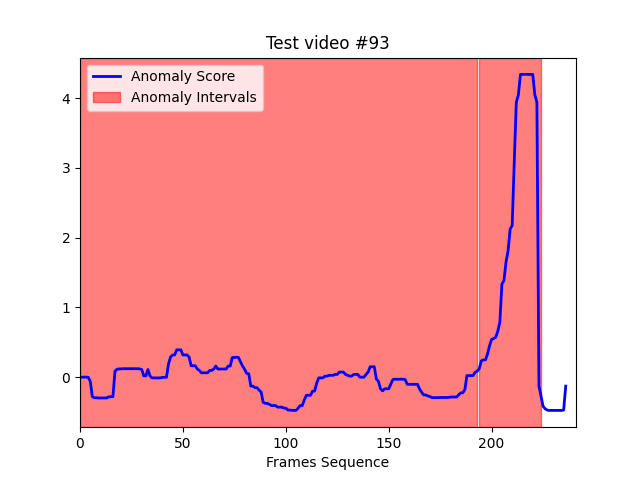 Test video #93
Anomaly Score
Anomaly Intervals
4
3
2
1
0
0 50 100 150 200
Frames Sequence